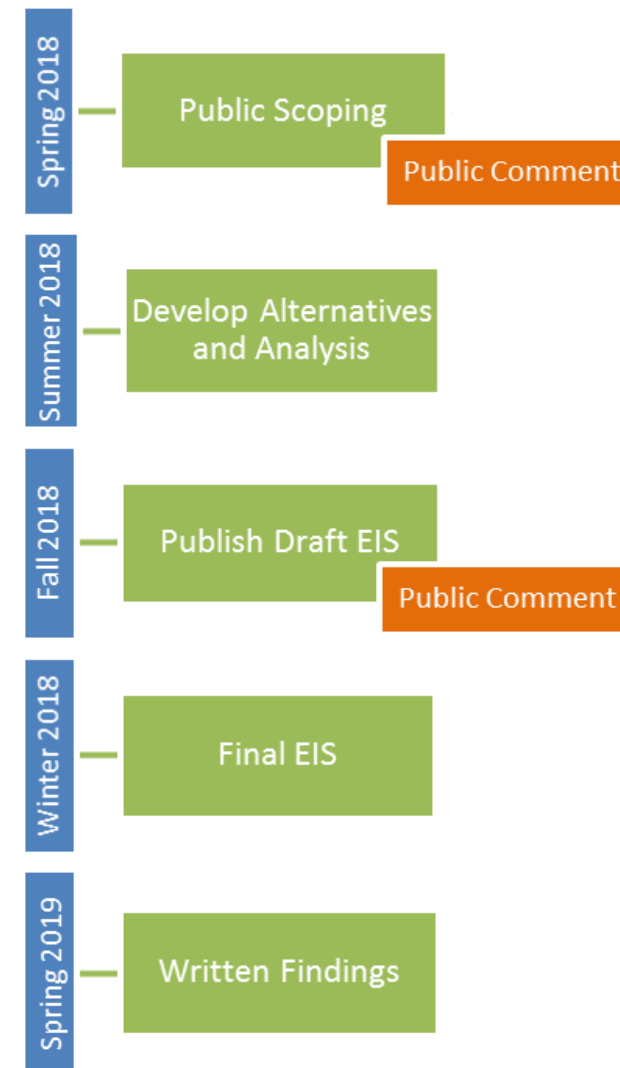 Spring 2018
Public Scoping
Public Comment
Summer 2018
Develop Alternatives
and Analysis
Fall 2018
Publish Draft EIS
Public Comment
Winter 2018
Final EIS
Spring 2019
Written Findings